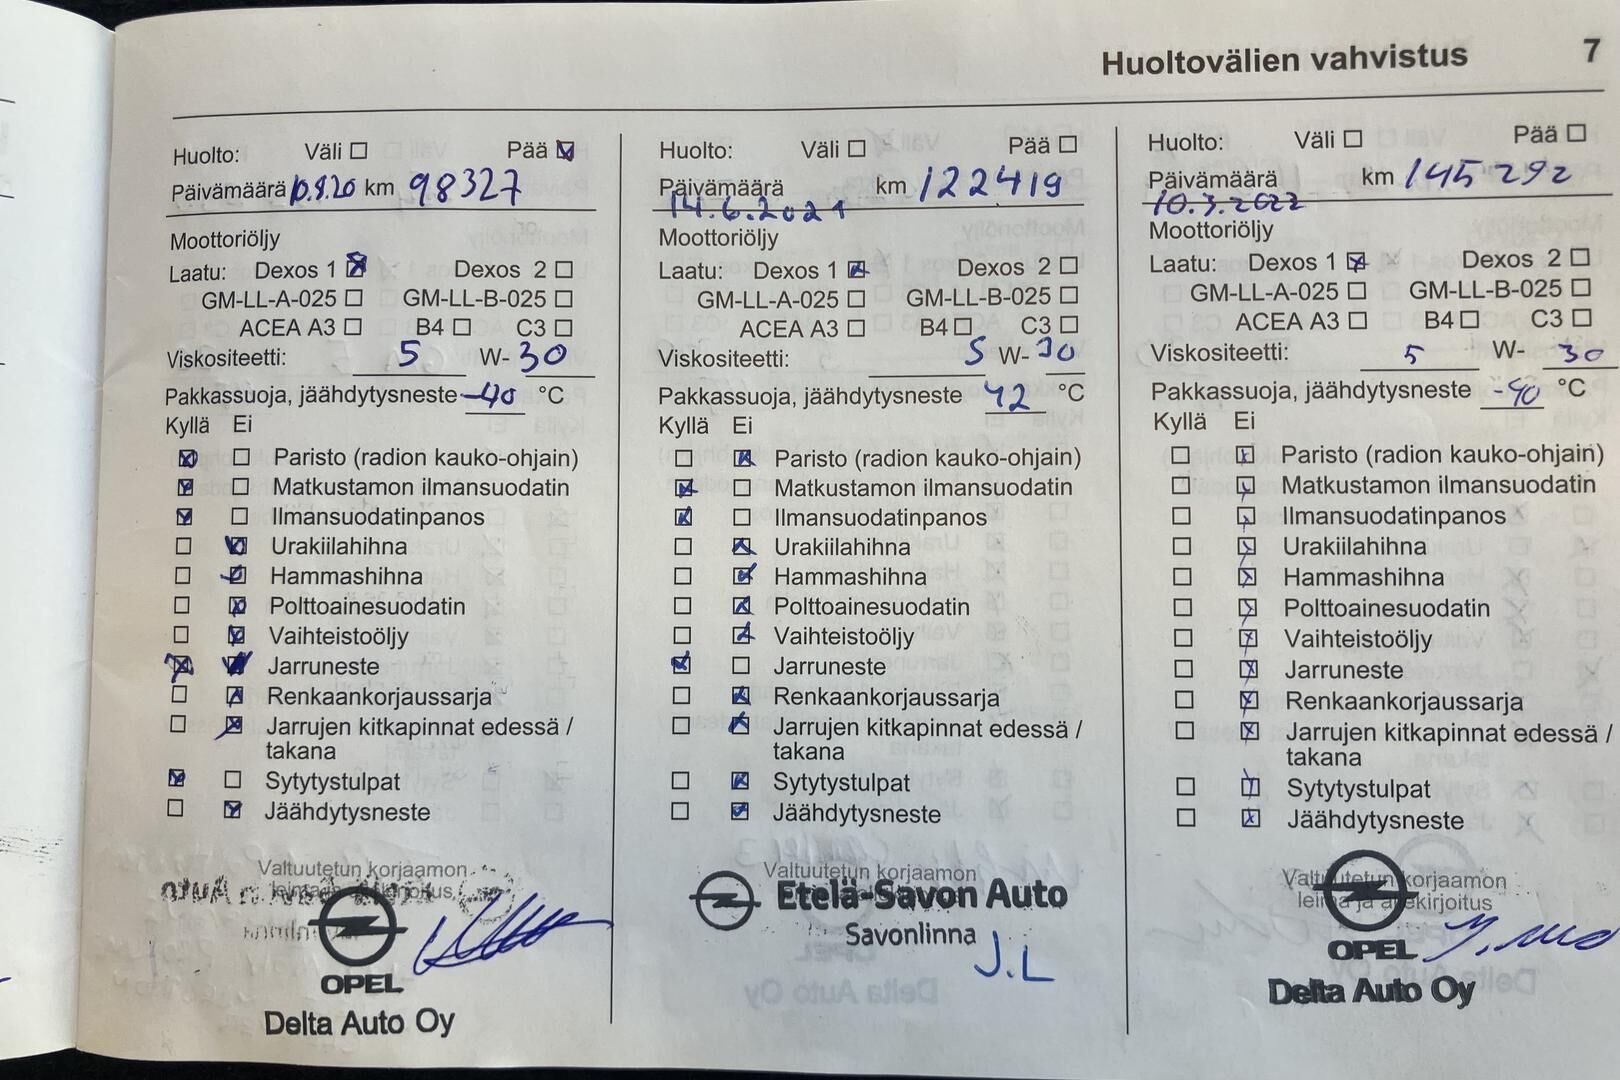 Huoltovälien vahvistus 7
Huolto: Väli ☐ Pää ☒
Päivämäärä 10.8.20 km 98327
Moottoriöljy
Laatu: Dexos 1 ☒ Dexos 2 ☐
GM-LL-A-025 ☐ GM-LL-B-025 ☐
ACEA A3 ☐ B4 ☐ C3 ☐
Viskositeetti: 5 W- 30
Pakkassuoja, jäähdytysneste -40 °C
Kyllä Ei
☒ ☐ Paristo (radion kauko-ohjain)
☒ ☐ Matkustamon ilmansuodatin
☒ ☐ Ilmansuodatinpanos
☐ ☒ Urakiilahihna
☐ ☒ Hammashihna
☐ ☒ Polttoainesuodatin
☐ ☒ Vaihteistoöljy
☒ ☒ Jarruneste
☐ ☒ Renkaankorjaussarja
☐ ☒ Jarrujen kitkapinnat edessä /
takana
☒ ☐ Sytytystulpat
☐ ☒ Jäähdytysneste
Valtuutetun korjaamon
OPEL
Delta Auto Oy
Huolto: Väli ☐ Pää ☐
Päivämäärä km 122419
14.6.2021
Moottoriöljy
Laatu: Dexos 1 ☒ Dexos 2 ☐
GM-LL-A-025 ☐ GM-LL-B-025 ☐
ACEA A3 ☐ B4 ☐ C3 ☐
Viskositeetti: 5 W- 30
Pakkassuoja, jäähdytysneste 42 °C
Kyllä Ei
☐ ☒ Paristo (radion kauko-ohjain)
☒ ☐ Matkustamon ilmansuodatin
☒ ☐ Ilmansuodatinpanos
☐ ☒ Urakiilahihna
☐ ☒ Hammashihna
☐ ☒ Polttoainesuodatin
☐ ☒ Vaihteistoöljy
☒ ☐ Jarruneste
☐ ☒ Renkaankorjaussarja
☐ ☒ Jarrujen kitkapinnat edessä /
takana
☐ ☒ Sytytystulpat
☐ ☒ Jäähdytysneste
Valtuutetun korjaamon
Etelä-Savon Auto
Savonlinna
J.L
Huolto: Väli ☐ Pää ☐
Päivämäärä km 145 292
10.3.2022
Moottoriöljy
Laatu: Dexos 1 ☒ Dexos 2 ☐
GM-LL-A-025 ☐ GM-LL-B-025 ☐
ACEA A3 ☐ B4 ☐ C3 ☐
Viskositeetti: 5 W- 30
Pakkassuoja, jäähdytysneste -40 °C
Kyllä Ei
☐ ☒ Paristo (radion kauko-ohjain)
☐ ☒ Matkustamon ilmansuodatin
☐ ☒ Ilmansuodatinpanos
☐ ☒ Urakiilahihna
☐ ☒ Hammashihna
☐ ☒ Polttoainesuodatin
☐ ☒ Vaihteistoöljy
☐ ☒ Jarruneste
☐ ☒ Renkaankorjaussarja
☐ ☒ Jarrujen kitkapinnat edessä /
takana
☐ ☒ Sytytystulpat
☐ ☒ Jäähdytysneste
Valtuutetun korjaamon
leima ja allekirjoitus
OPEL
Delta Auto Oy